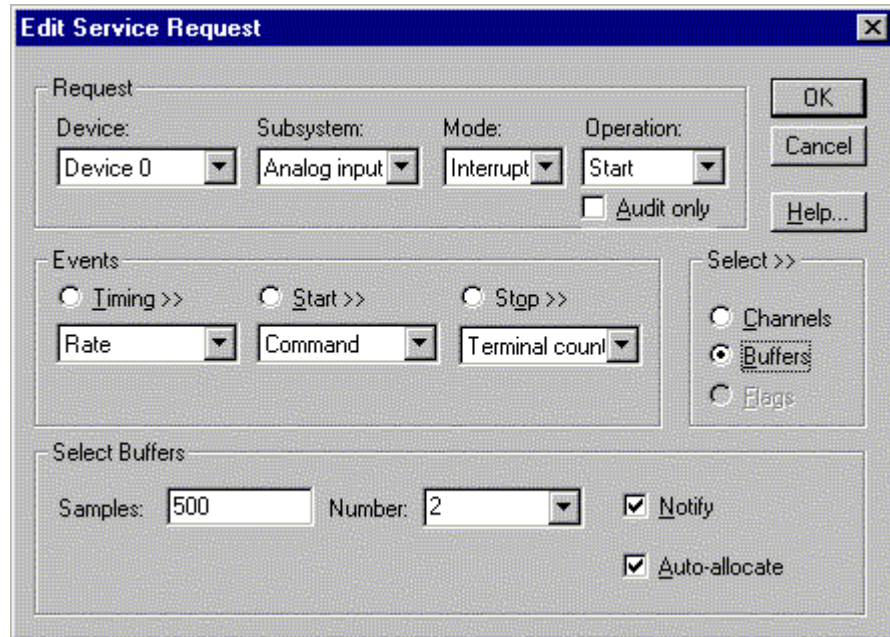 Edit Service Request
Request
OK
Device: Subsystem: Mode: Operation:
Cancel
Device 0 Analog input Interrupt Start
Audit only
Help...
Events
Select >>
Timing >> Start >> Stop >>
Channels
Rate Command Terminal count
Buffers
Flags
Select Buffers
Samples: 500 Number: 2 Notify
Auto-allocate